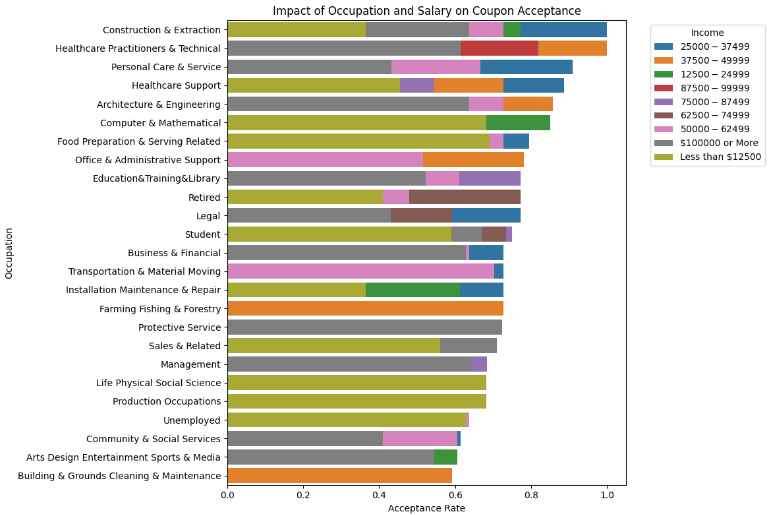 Impact of Occupation and Salary on Coupon Acceptance
Occupation
Construction & Extraction
Healthcare Practitioners & Technical
Personal Care & Service
Healthcare Support
Architecture & Engineering
Computer & Mathematical
Food Preparation & Serving Related
Office & Administrative Support
Education&Training&Library
Retired
Legal
Student
Business & Financial
Transportation & Material Moving
Installation Maintenance & Repair
Farming Fishing & Forestry
Protective Service
Sales & Related
Management
Life Physical Social Science
Production Occupations
Unemployed
Community & Social Services
Arts Design Entertainment Sports & Media
Building & Grounds Cleaning & Maintenance
0.0 0.2 0.4 0.6 0.8 1.0
Acceptance Rate
Income
25000 − 37499
37500 − 49999
12500 − 24999
87500 − 99999
75000 − 87499
62500 − 74999
50000 − 62499
$100000 or More
Less than $12500